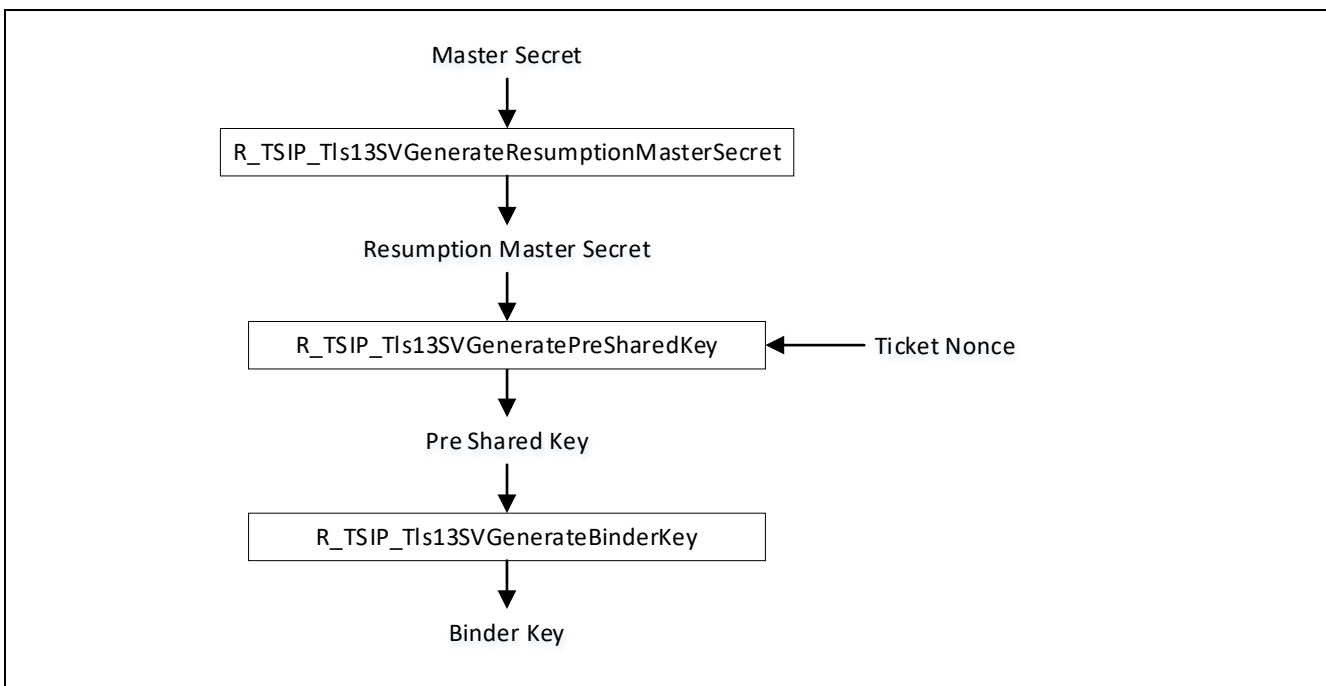 Master Secret
R_TSIP_Tls13SVGenerateResumptionMasterSecret
Resumption Master Secret
R_TSIP_Tls13SVGeneratePreSharedKey
Ticket Nonce
Pre Shared Key
R_TSIP_Tls13SVGenerateBinderKey
Binder Key